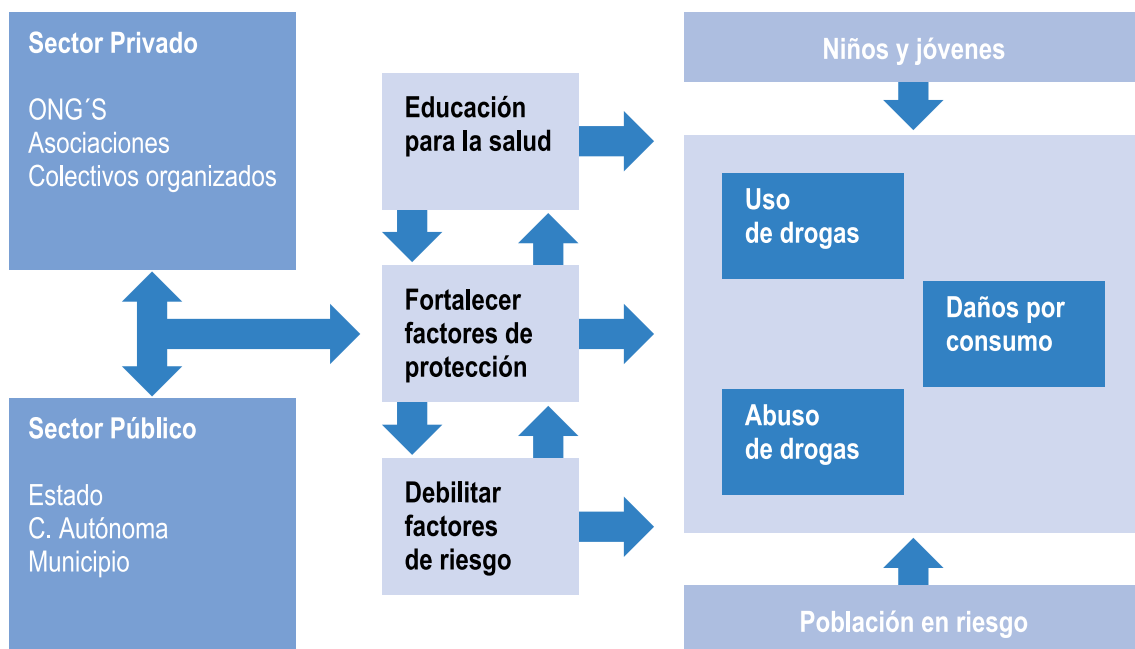 Sector Privado
ONG´S
Asociaciones
Colectivos organizados
Sector Público
Estado
C. Autónoma
Municipio
Educación
para la salud
Fortalecer
factores de
protección
Debilitar
factores
de riesgo
Niños y jóvenes
Uso
de drogas
Daños por
consumo
Abuso
de drogas
Población en riesgo